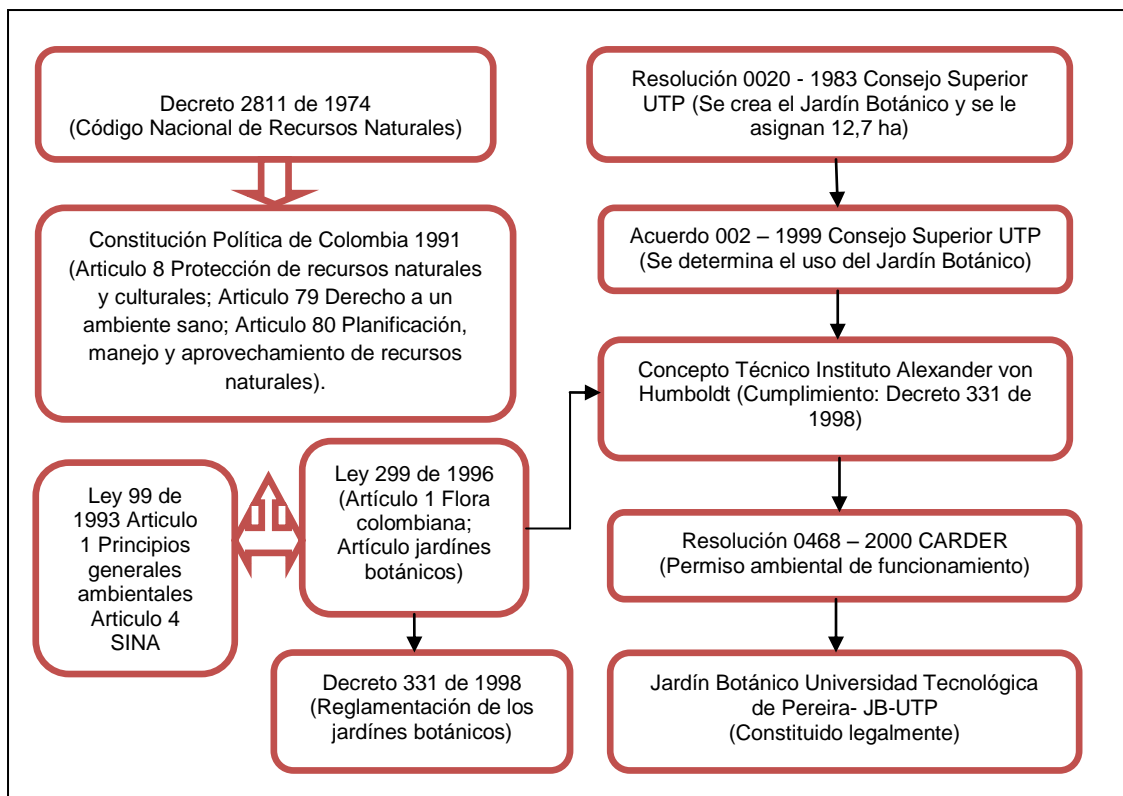 Decreto 2811 de 1974
(Código Nacional de Recursos Naturales)
Constitución Política de Colombia 1991
(Articulo 8 Protección de recursos naturales
y culturales; Articulo 79 Derecho a un
ambiente sano; Articulo 80 Planificación,
manejo y aprovechamiento de recursos
naturales).
Ley 99 de
1993 Articulo
1 Principios
generales
ambientales
Articulo 4
SINA
Ley 299 de 1996
(Artículo 1 Flora
colombiana;
Artículo jardínes
botánicos)
Decreto 331 de 1998
(Reglamentación de los
jardínes botánicos)
Resolución 0020 - 1983 Consejo Superior
UTP (Se crea el Jardín Botánico y se le
asignan 12,7 ha)
Acuerdo 002 – 1999 Consejo Superior UTP
(Se determina el uso del Jardín Botánico)
Concepto Técnico Instituto Alexander von
Humboldt (Cumplimiento: Decreto 331 de
1998)
Resolución 0468 – 2000 CARDER
(Permiso ambiental de funcionamiento)
Jardín Botánico Universidad Tecnológica
de Pereira- JB-UTP
(Constituido legalmente)